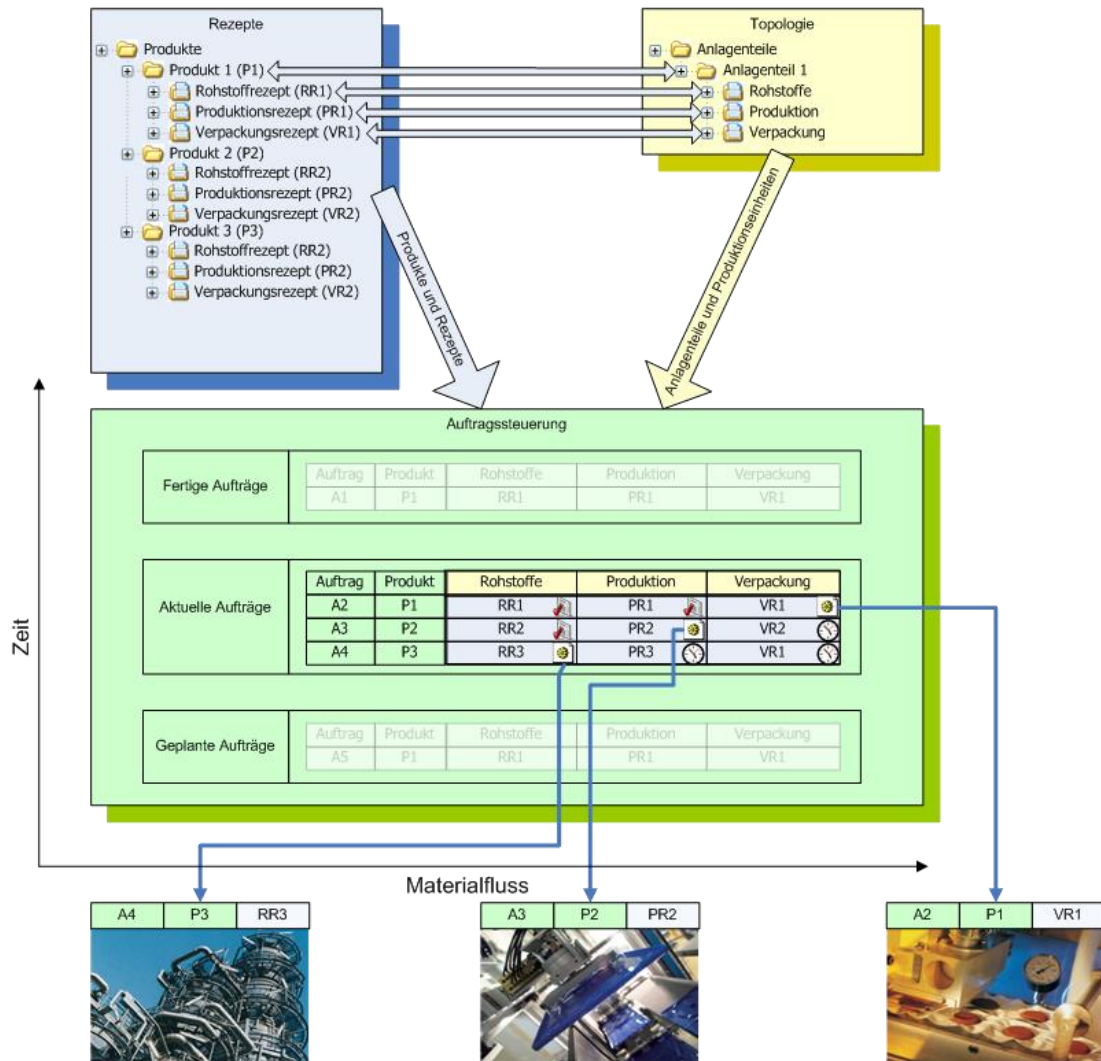 Rezepte
Produkte
Produkt 1 (P1)
Rohstoffrezept (RR1)
Produktionsrezept (PR1)
Verpackungsrezept (VR1)
Produkt 2 (P2)
Rohstoffrezept (RR2)
Produktionsrezept (PR2)
Verpackungsrezept (VR2)
Produkt 3 (P3)
Rohstoffrezept (RR2)
Produktionsrezept (PR2)
Verpackungsrezept (VR2)
Topologie
Anlagenteile
Anlagenteil 1
Rohstoffe
Produktion
Verpackung
Produkte und Rezepte
Anlagenteile und Produktionseinheiten
Zeit
Auftragssteuerung
Fertige Aufträge
Auftrag Produkt Rohstoffe Produktion Verpackung
A1 P1 RR1 PR1 VR1
Aktuelle Aufträge
Auftrag Produkt Rohstoffe Produktion Verpackung
A2 P1 RR1 PR1 VR1
A3 P2 RR2 PR2 VR2
A4 P3 RR3 PR3 VR1
Geplante Aufträge
Auftrag Produkt Rohstoffe Produktion Verpackung
A5 P1 RR1 PR1 VR1
Materialfluss
A4 P3 RR3
A3 P2 PR2
A2 P1 VR1